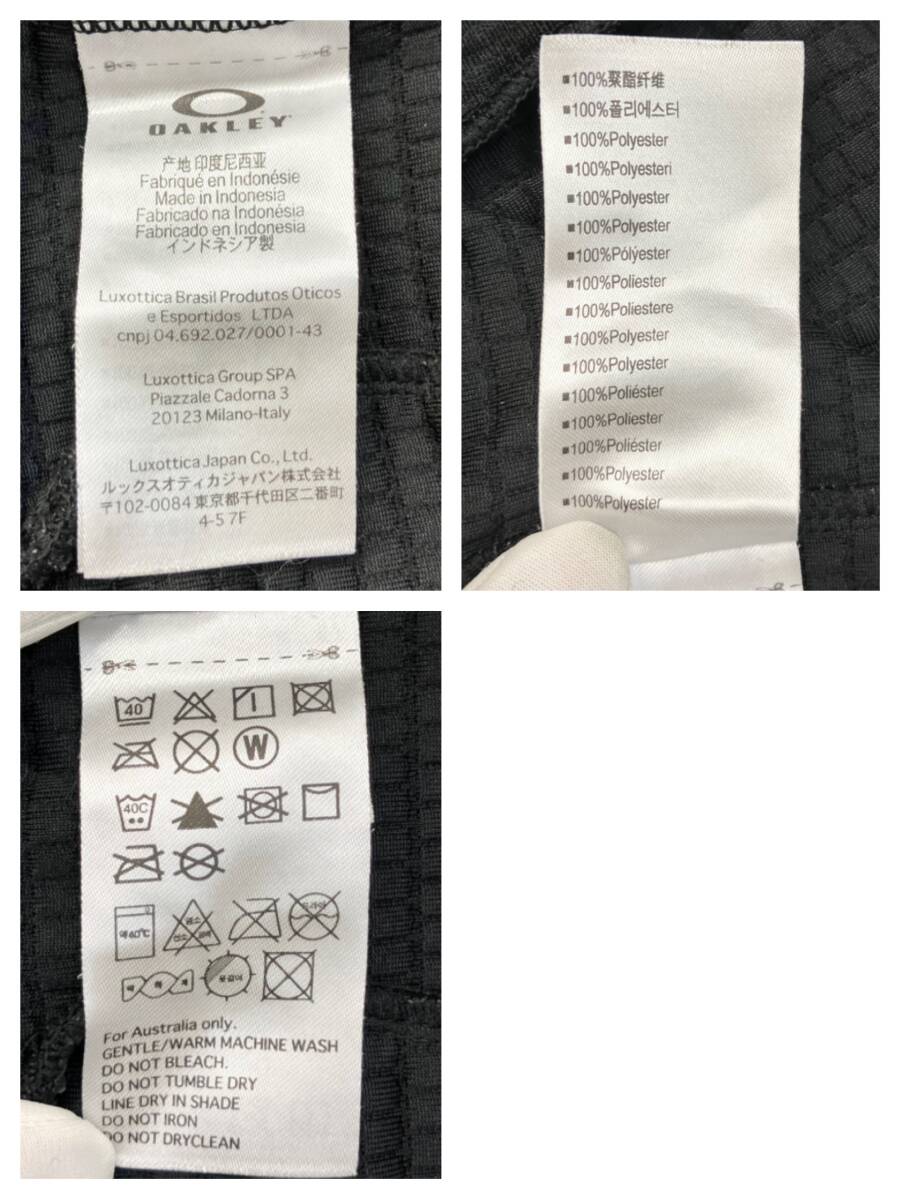 OAKLEY
产地 印度尼西亚
Fabriqué en Indonésie
Made in Indonesia
Fabricado na Indonésia
Fabricado en Indonesia
インドネシア製
Luxottica Brasil Produtos Oticos
e Esportidos LTDA
cnpj 04.692.027/0001-43
Luxottica Group SPA
Piazzale Cadorna 3
20123 Milano-Italy
Luxottica Japan Co., Ltd.
ルックスオティカジャパン株式会社
〒102-0084 東京都千代田区二番町
4-5 7F
■100%聚酯纤维
■100%폴리에스터
■100%Polyester
■100%Polyesteri
■100%Polyester
■100%Polyester
■100%Pólýester
■100%Poliester
■100%Poliestere
■100%Polyester
■100%Polyester
■100%Poliéster
■100%Poliester
■100%Poliéster
■100%Polyester
■100%Polyester
40
W
40C
약40℃
For Australia only.
GENTLE/WARM MACHINE WASH
DO NOT BLEACH.
DO NOT TUMBLE DRY
LINE DRY IN SHADE
DO NOT IRON
DO NOT DRYCLEAN